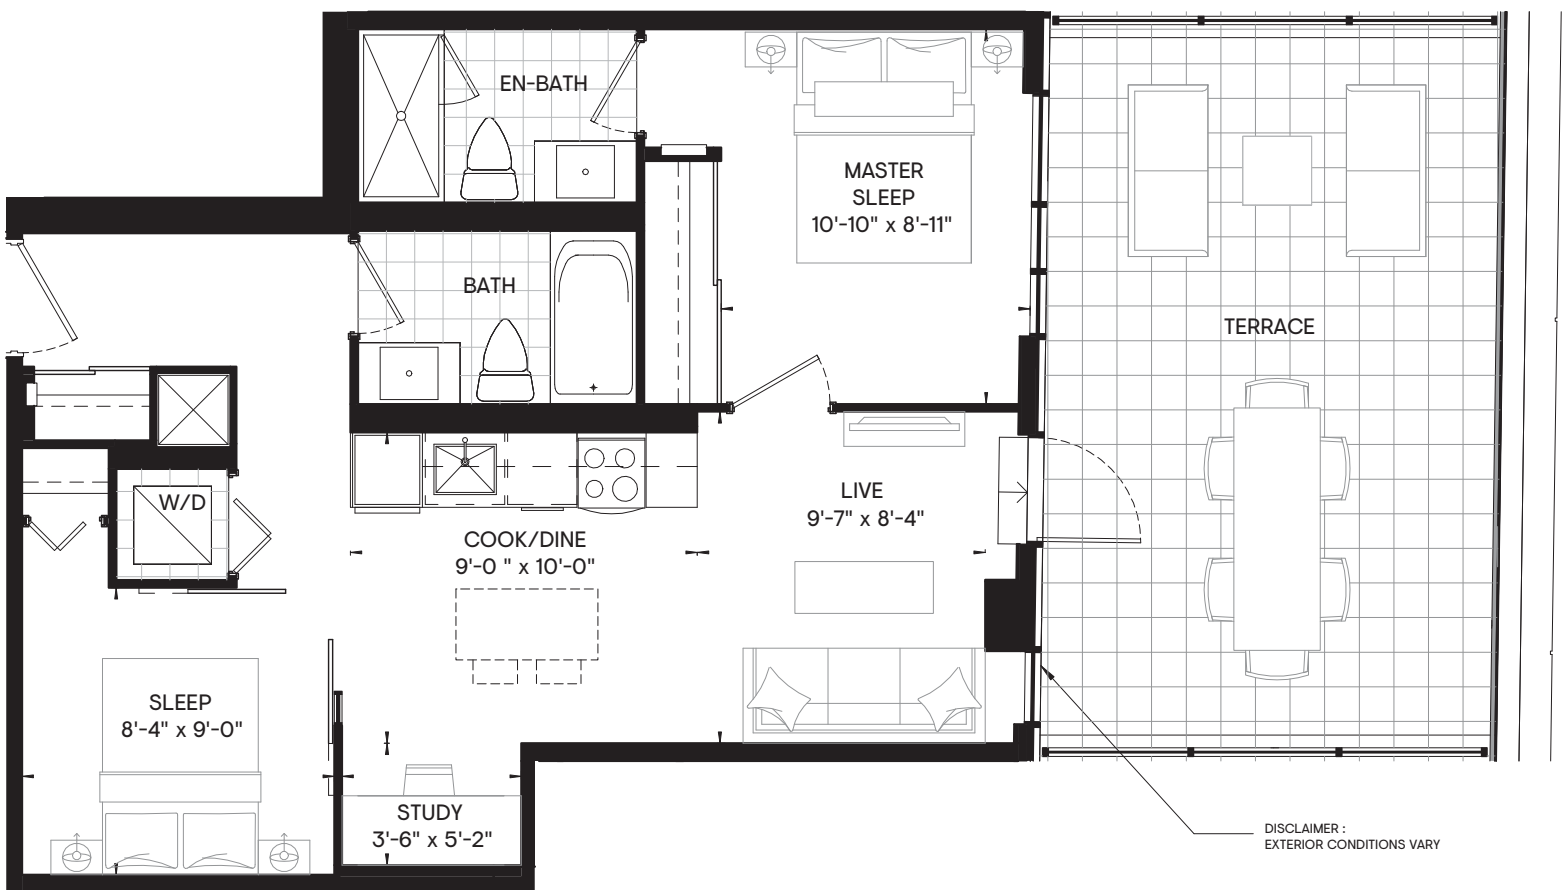 EN-BATH
MASTER
SLEEP
10'-10" x 8'-11"
BATH
TERRACE
W/D
LIVE
9'-7" x 8'-4"
COOK/DINE
9'-0 " x 10'-0"
SLEEP
8'-4" x 9'-0"
STUDY
3'-6" x 5'-2"
DISCLAIMER :
EXTERIOR CONDITIONS VARY